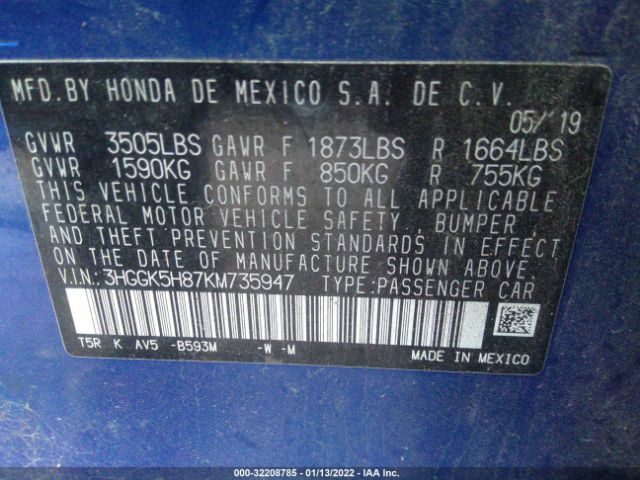 MFD.BY HONDA DE MEXICO S.A. DE C.V.
05/ 19
GVWR 3505LBS GAWR F 1873LBS R 1664LBS
GVWR 1590KG GAWR F 850KG R 755KG
THIS VEHICLE CONFORMS TO ALL APPLICABLE
FEDERAL MOTOR VEHICLE SAFETY, BUMPER,
AND THEFT PREVENTION STANDARDS IN EFFECT
ON THE DATE OF MANUFACTURE SHOWN ABOVE.
V.I.N.: 3HGGK5H87KM735947 TYPE:PASSENGER CAR
T5R K AV5 -B593M -W -M
MADE IN MEXICO
000-32208785 - 01/13/2022 - IAA Inc.